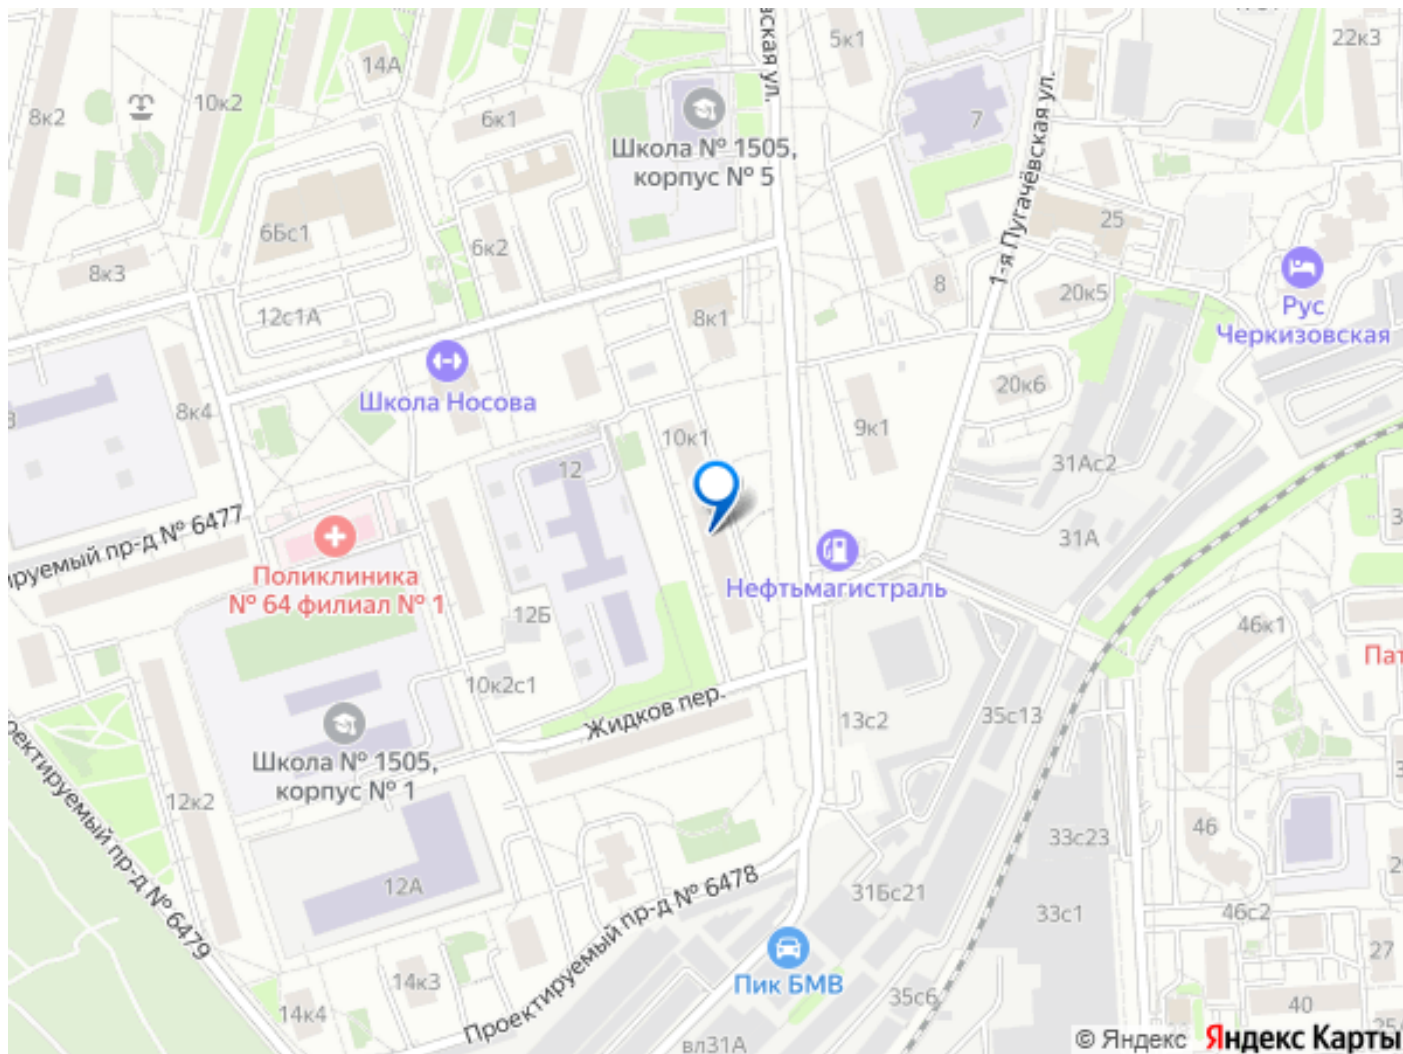 5к1
22к3
14А
10к2
8к2
6к1
7
Школа № 1505,
корпус № 5
1-я Пугачёвская ул.
25
6Бс1
6к2
8к3
8
20к5
Рус
Черкизовская
12с1А
8к1
Школа Носова
20к6
8к4
9к1
10к1
12
31Ас2
6477
31А
Поликлиника
№ 64 филиал № 1
Нефтьмагистраль
12Б
46к1
10к2с1
Жидков пер.
13с2
35с13
Школа № 1505,
корпус № 1
12к2
46
33с23
12А
Проектируемый пр-д № 6478
31Бс21
33с1
46с2
пр-д № 6479
27
Пик БМВ
14к3
35с6
14к4
40
вл31А
© Яндекс Яндекс Карты